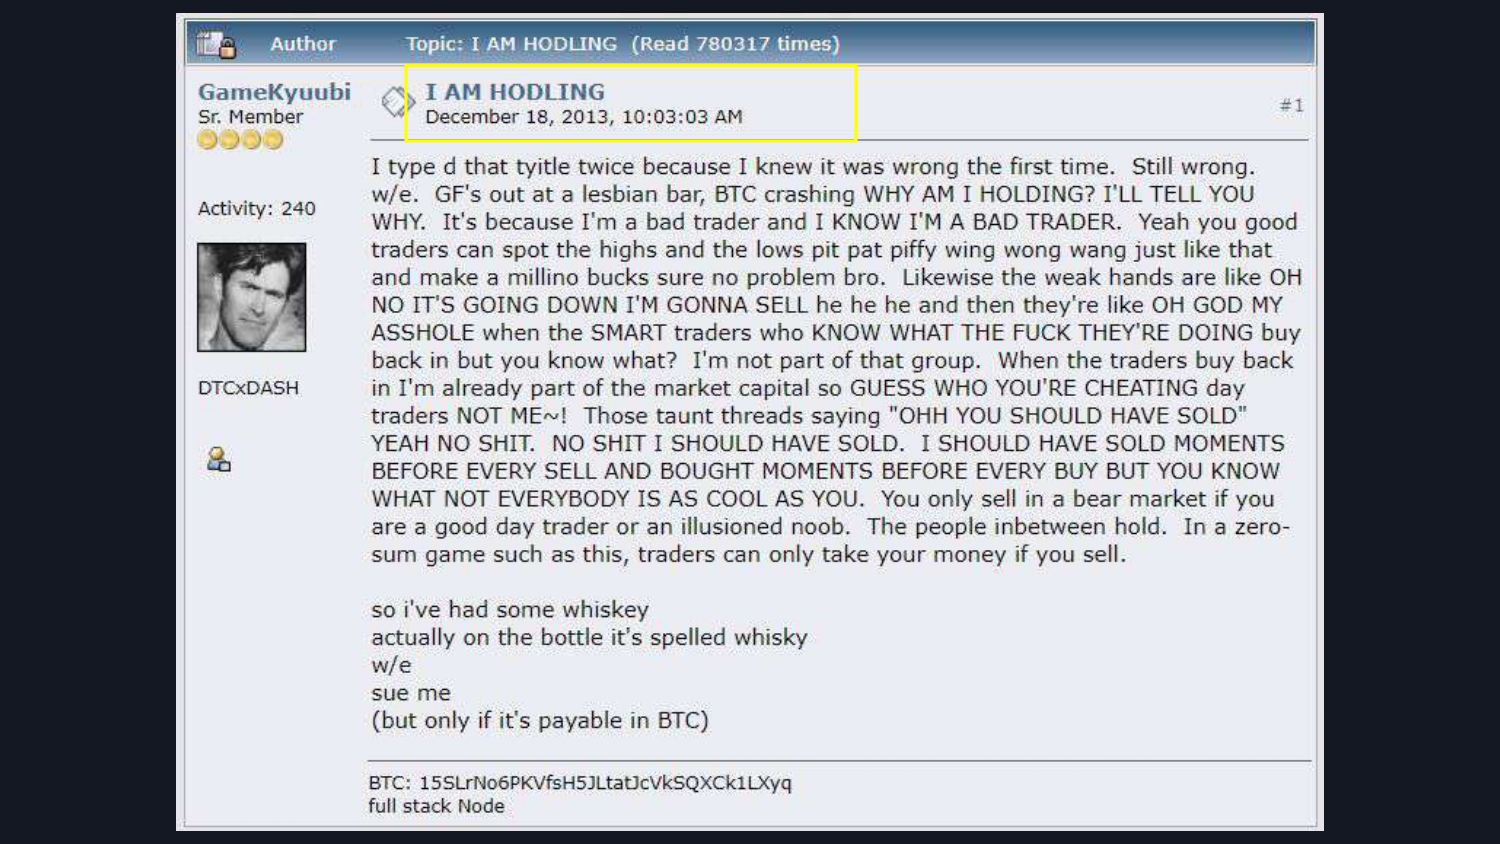 Author Topic: I AM HODLING (Read 780317 times)
GameKyuubi
Sr. Member
Activity: 240
DTCxDASH
I AM HODLING
December 18, 2013, 10:03:03 AM
#1
I type d that tyitle twice because I knew it was wrong the first time. Still wrong.
w/e. GF's out at a lesbian bar, BTC crashing WHY AM I HOLDING? I'LL TELL YOU
WHY. It's because I'm a bad trader and I KNOW I'M A BAD TRADER. Yeah you good
traders can spot the highs and the lows pit pat piffy wing wong wang just like that
and make a millino bucks sure no problem bro. Likewise the weak hands are like OH
NO IT'S GOING DOWN I'M GONNA SELL he he he and then they're like OH GOD MY
ASSHOLE when the SMART traders who KNOW WHAT THE FUCK THEY'RE DOING buy
back in but you know what? I'm not part of that group. When the traders buy back
in I'm already part of the market capital so GUESS WHO YOU'RE CHEATING day
traders NOT ME~! Those taunt threads saying "OHH YOU SHOULD HAVE SOLD"
YEAH NO SHIT. NO SHIT I SHOULD HAVE SOLD. I SHOULD HAVE SOLD MOMENTS
BEFORE EVERY SELL AND BOUGHT MOMENTS BEFORE EVERY BUY BUT YOU KNOW
WHAT NOT EVERYBODY IS AS COOL AS YOU. You only sell in a bear market if you
are a good day trader or an illusioned noob. The people inbetween hold. In a zero-
sum game such as this, traders can only take your money if you sell.
so i've had some whiskey
actually on the bottle it's spelled whisky
w/e
sue me
(but only if it's payable in BTC)
BTC: 15SLrNo6PKVfsH5JLtatJcVkSQXCk1LXyq
full stack Node